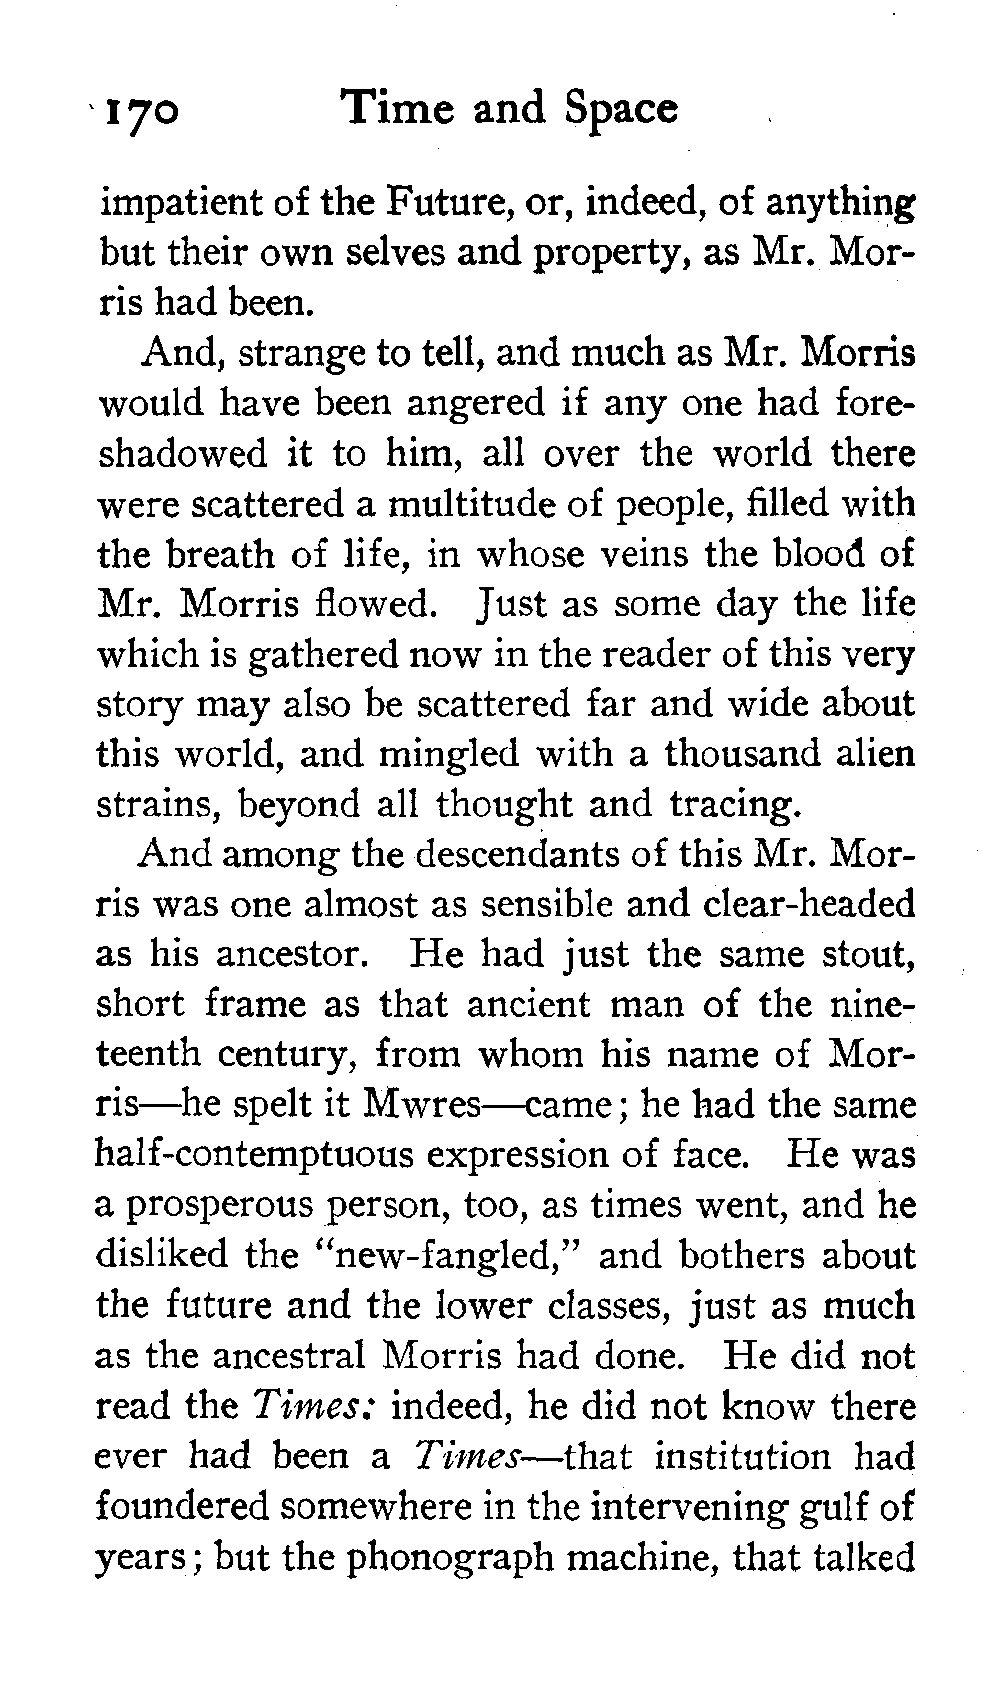 170 Time and Space
impatient of the Future, or, indeed, of anything
but their own selves and property, as Mr. Mor-
ris had been.
And, strange to tell, and much as Mr. Morris
would have been angered if any one had fore-
shadowed it to him, all over the world there
were scattered a multitude of people, filled with
the breath of life, in whose veins the blood of
Mr. Morris flowed. Just as some day the life
which is gathered now in the reader of this very
story may also be scattered far and wide about
this world, and mingled with a thousand alien
strains, beyond all thought and tracing.
And among the descendants of this Mr. Mor-
ris was one almost as sensible and clear-headed
as his ancestor. He had just the same stout,
short frame as that ancient man of the nine-
teenth century, from whom his name of Mor-
ris—he spelt it Mwres—came; he had the same
half-contemptuous expression of face. He was
a prosperous person, too, as times went, and he
disliked the "new-fangled," and bothers about
the future and the lower classes, just as much
as the ancestral Morris had done. He did not
read the Times: indeed, he did not know there
ever had been a Times—that institution had
foundered somewhere in the intervening gulf of
years; but the phonograph machine, that talked